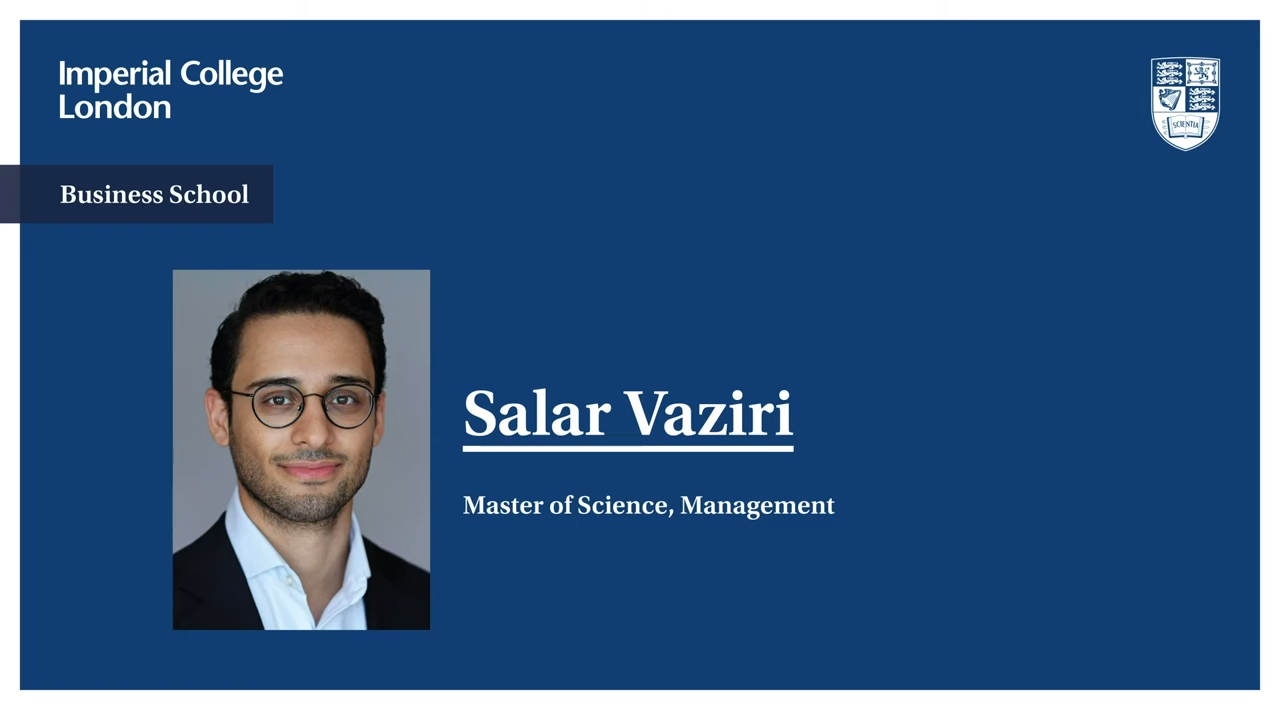 Imperial College
London
SCIENTIA
Business School
Salar Vaziri
Master of Science, Management